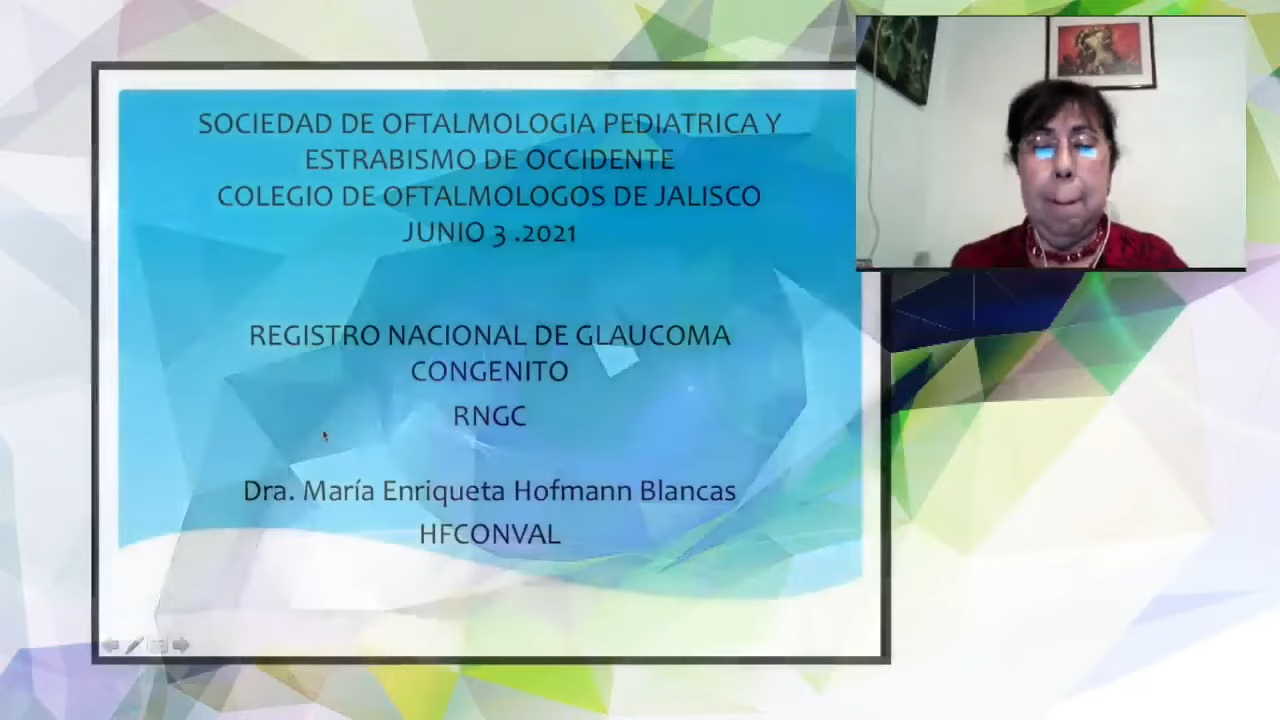 SOCIEDAD DE OFTALMOLOGIA PEDIATRICA Y
ESTRABISMO DE OCCIDENTE
COLEGIO DE OFTALMOLOGOS DE JALISCO
JUNIO 3 .2021
REGISTRO NACIONAL DE GLAUCOMA
CONGENITO
RNGC
Dra. María Enriqueta Hofmann Blancas
HFCONVAL